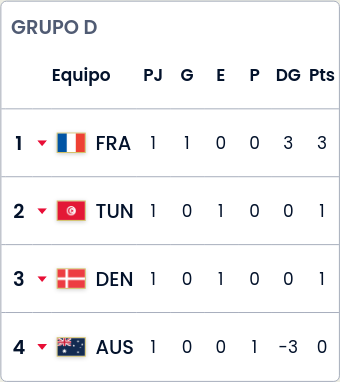 GRUPO D
Equipo PJ G E P DG Pts
1 FRA 1 1 0 0 3 3
2 TUN 1 0 1 0 0 1
3 DEN 1 0 1 0 0 1
4 AUS 1 0 0 1 -3 0